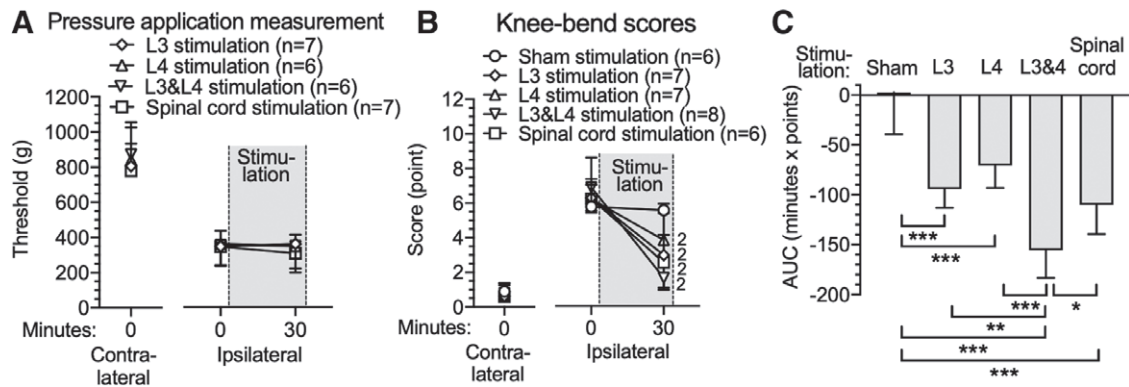 A Pressure application measurement
L3 stimulation (n=7)
L4 stimulation (n=6)
L3&L4 stimulation (n=6)
Spinal cord stimulation (n=7)
Threshold (g)
1200
1000
800
600
400
200
0
Stimu-
lation
Minutes: 0 0 30
Contra-
lateral
Ipsilateral
B Knee-bend scores
Sham stimulation (n=6)
L3 stimulation (n=7)
L4 stimulation (n=7)
L3&L4 stimulation (n=8)
Spinal cord stimulation (n=6)
Score (point)
12
10
8
6
4
2
0
Stimu-
lation
2
2
2
2
Minutes: 0 0 30
Contra-
lateral
Ipsilateral
C
Stimu-
lation: Sham L3 L4 L3&4 Spinal
cord
AUC (minutes x points)
0
-50
-100
-150
-200
***
***
***
*
**
***
***